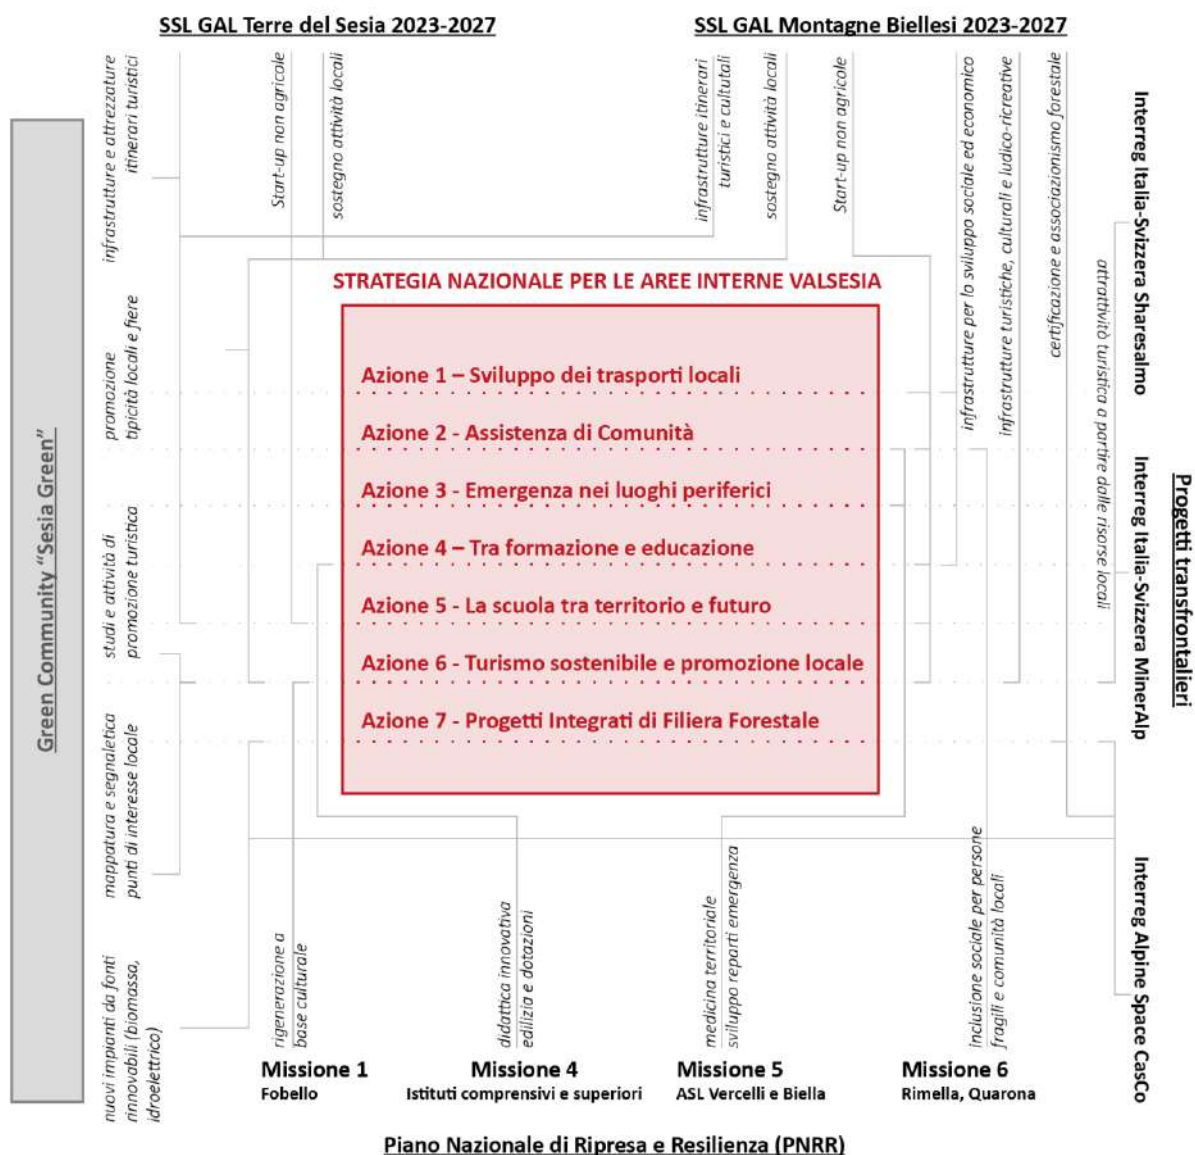 SSL GAL Terre del Sesia 2023-2027
SSL GAL Montagne Biellesi 2023-2027
Green Community “Sesia Green”
infrastrutture e attrezzature
itinerari turistici
promozione
tipicità locali e fiere
studi e attività di
promozione turistica
mappatura e segnaletica
punti di interesse locale
nuovi impianti da fonti
rinnovabili (biomassa,
idroelettrico)
Start-up non agricole
sostegno attività locali
infrastrutture itinerari
turistici e cultutali
sostegno attività locali
Start-up non agricole
infrastrutture per lo sviluppo sociale ed economico
infrastrutture turistiche, culturali e ludico-ricreative
certificazione e associazionismo forestale
attrattività turistica a partire dalle risorse locali
Interreg Italia-Svizzera Sharesalmo
Interreg Italia-Svizzera MinerAlp
Interreg Alpine Space CasCo
Progetti transfrontalieri
STRATEGIA NAZIONALE PER LE AREE INTERNE VALSESIA
Azione 1 – Sviluppo dei trasporti locali
Azione 2 - Assistenza di Comunità
Azione 3 - Emergenza nei luoghi periferici
Azione 4 – Tra formazione e educazione
Azione 5 - La scuola tra territorio e futuro
Azione 6 - Turismo sostenibile e promozione locale
Azione 7 - Progetti Integrati di Filiera Forestale
rigenerazione a
base culturale
didattica innovativa
edilizia e dotazioni
medicina territoriale
sviluppo reparti emergenza
inclusione sociale per persone
fragili e comunità locali
Missione 1
Fobello
Missione 4
Istituti comprensivi e superiori
Missione 5
ASL Vercelli e Biella
Missione 6
Rimella, Quarona
Piano Nazionale di Ripresa e Resilienza (PNRR)